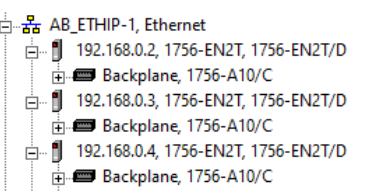 AB_ETHIP-1, Ethernet
192.168.0.2, 1756-EN2T, 1756-EN2T/D
Backplane, 1756-A10/C
192.168.0.3, 1756-EN2T, 1756-EN2T/D
Backplane, 1756-A10/C
192.168.0.4, 1756-EN2T, 1756-EN2T/D
Backplane, 1756-A10/C